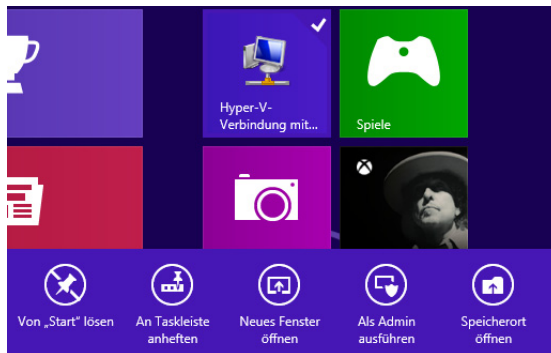 Hyper-V-
Verbindung mit...
Spiele
Von „Start“ lösen
An Taskleiste
anheften
Neues Fenster
öffnen
Als Admin
ausführen
Speicherort
öffnen